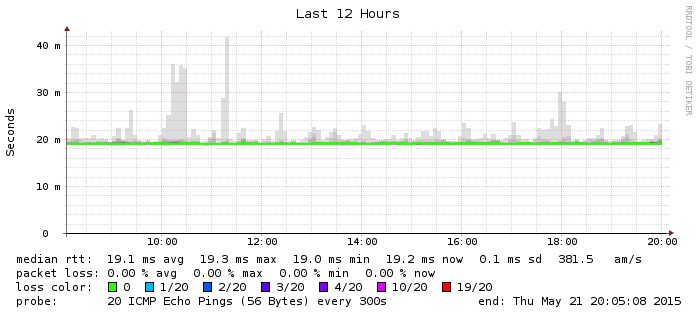 Last 12 Hours
RRDTOOL / TOBI OETIKER
Seconds
40 m
30 m
20 m
10 m
0
10:00 12:00 14:00 16:00 18:00 20:00
median rtt: 19.1 ms avg 19.3 ms max 19.0 ms min 19.2 ms now 0.1 ms sd 381.5 am/s
packet loss: 0.00 % avg 0.00 % max 0.00 % min 0.00 % now
loss color: 0 1/20 2/20 3/20 4/20 10/20 19/20
probe: 20 ICMP Echo Pings (56 Bytes) every 300s end: Thu May 21 20:05:08 2015